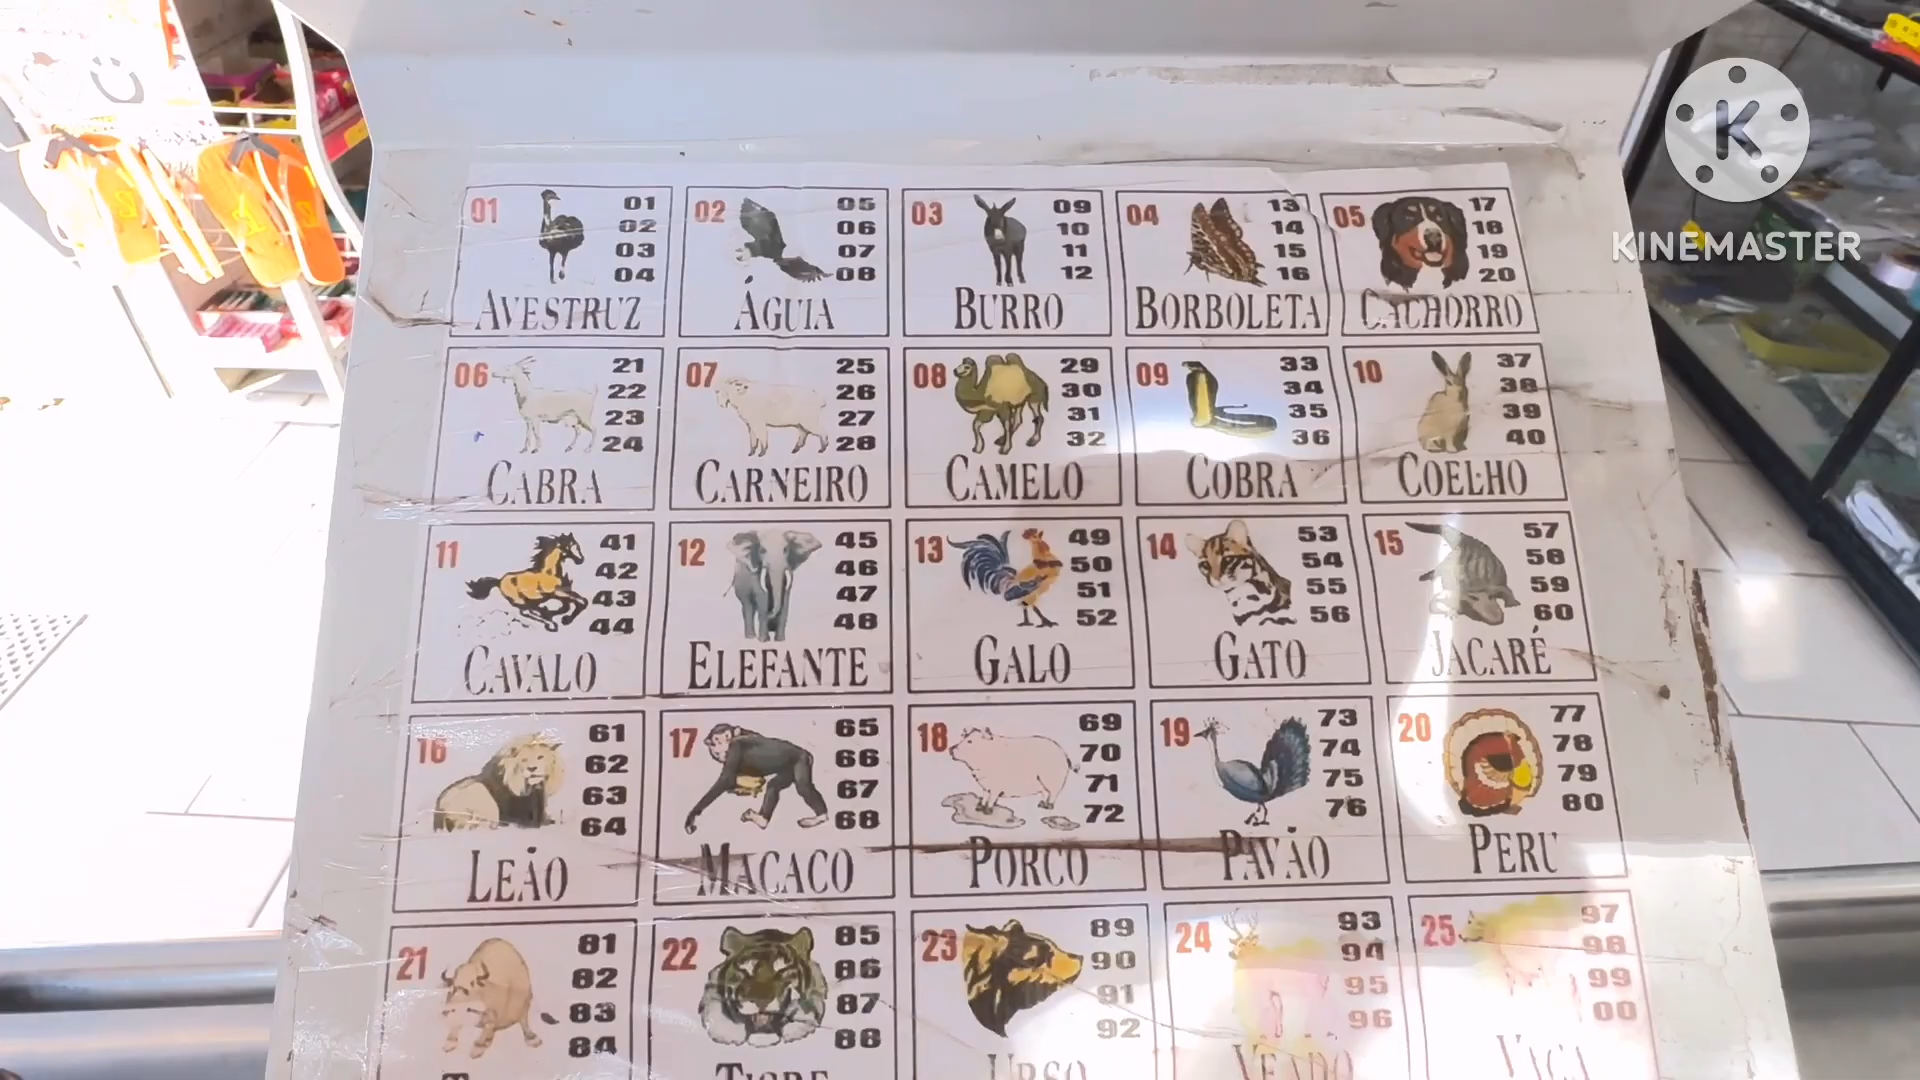 K
KINEMASTER
01 01 02 03 04
AVESTRUZ
02 05 06 07 08
ÁGUIA
03 09 10 11 12
BURRO
04 13 14 15 16
BORBOLETA
05 17 18 19 20
CACHORRO
06 21 22 23 24
CABRA
07 25 26 27 28
CARNEIRO
08 29 30 31 32
CAMELO
09 33 34 35 36
COBRA
10 37 38 39 40
COELHO
11 41 42 43 44
CAVALO
12 45 46 47 48
ELEFANTE
13 49 50 51 52
GALO
14 53 54 55 56
GATO
15 57 58 59 60
JACARÉ
16 61 62 63 64
LEÃO
17 65 66 67 68
MACACO
18 69 70 71 72
PORCO
19 73 74 75 76
PAVÃO
20 77 78 79 80
PERU
21 81 82 83 84
22 85 86 87 88
TIGRE
23 89 90 91 92
URSO
24 93 94 95 96
VEADO
25 97 98 99 00
VACA